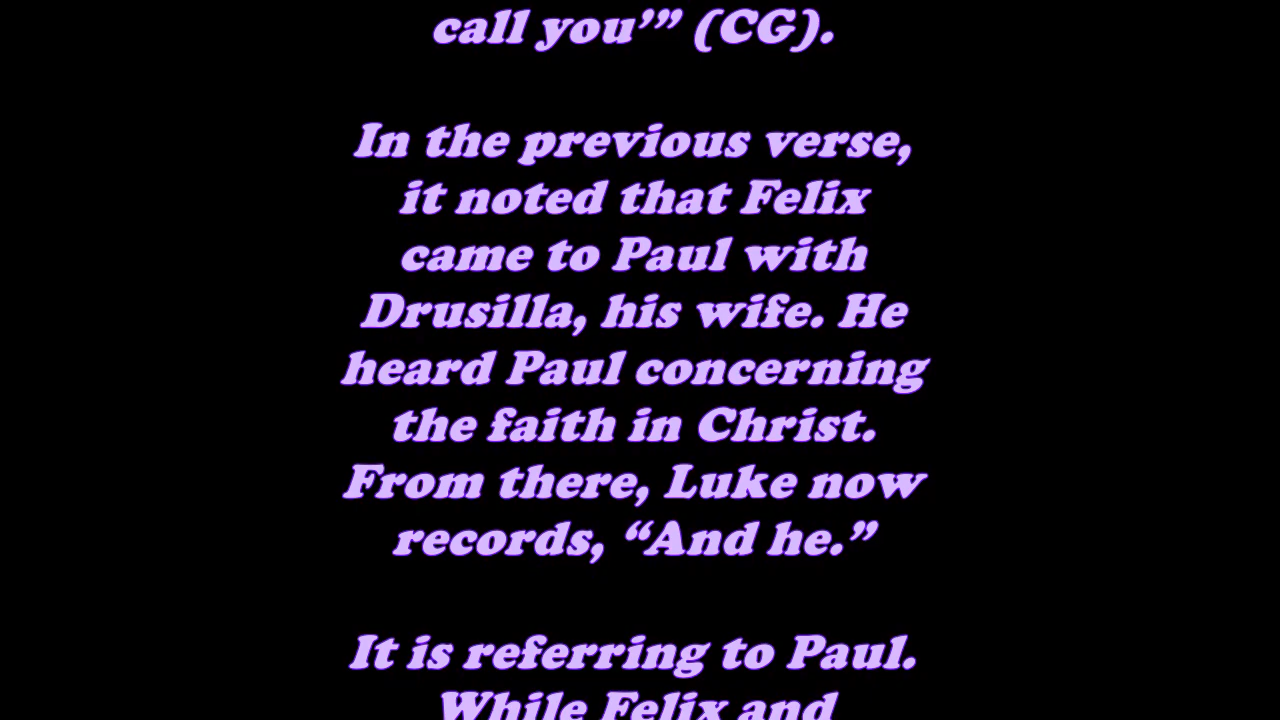 call you’” (CG).
In the previous verse,
it noted that Felix
came to Paul with
Drusilla, his wife. He
heard Paul concerning
the faith in Christ.
From there, Luke now
records, “And he.”
It is referring to Paul.
While Felix and